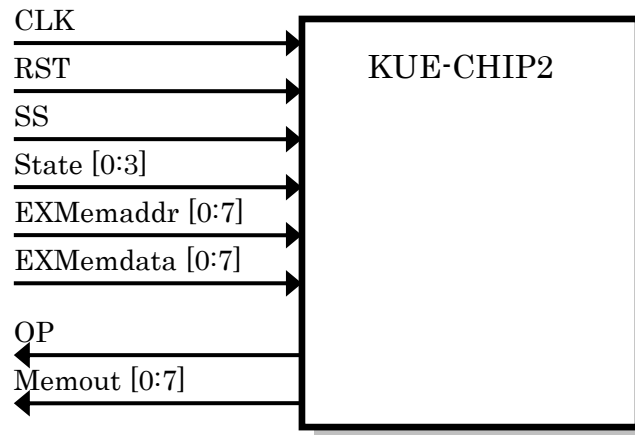 CLK
RST
SS
State [0:3]
EXMemaddr [0:7]
EXMemdata [0:7]
OP
Memout [0:7]
KUE-CHIP2